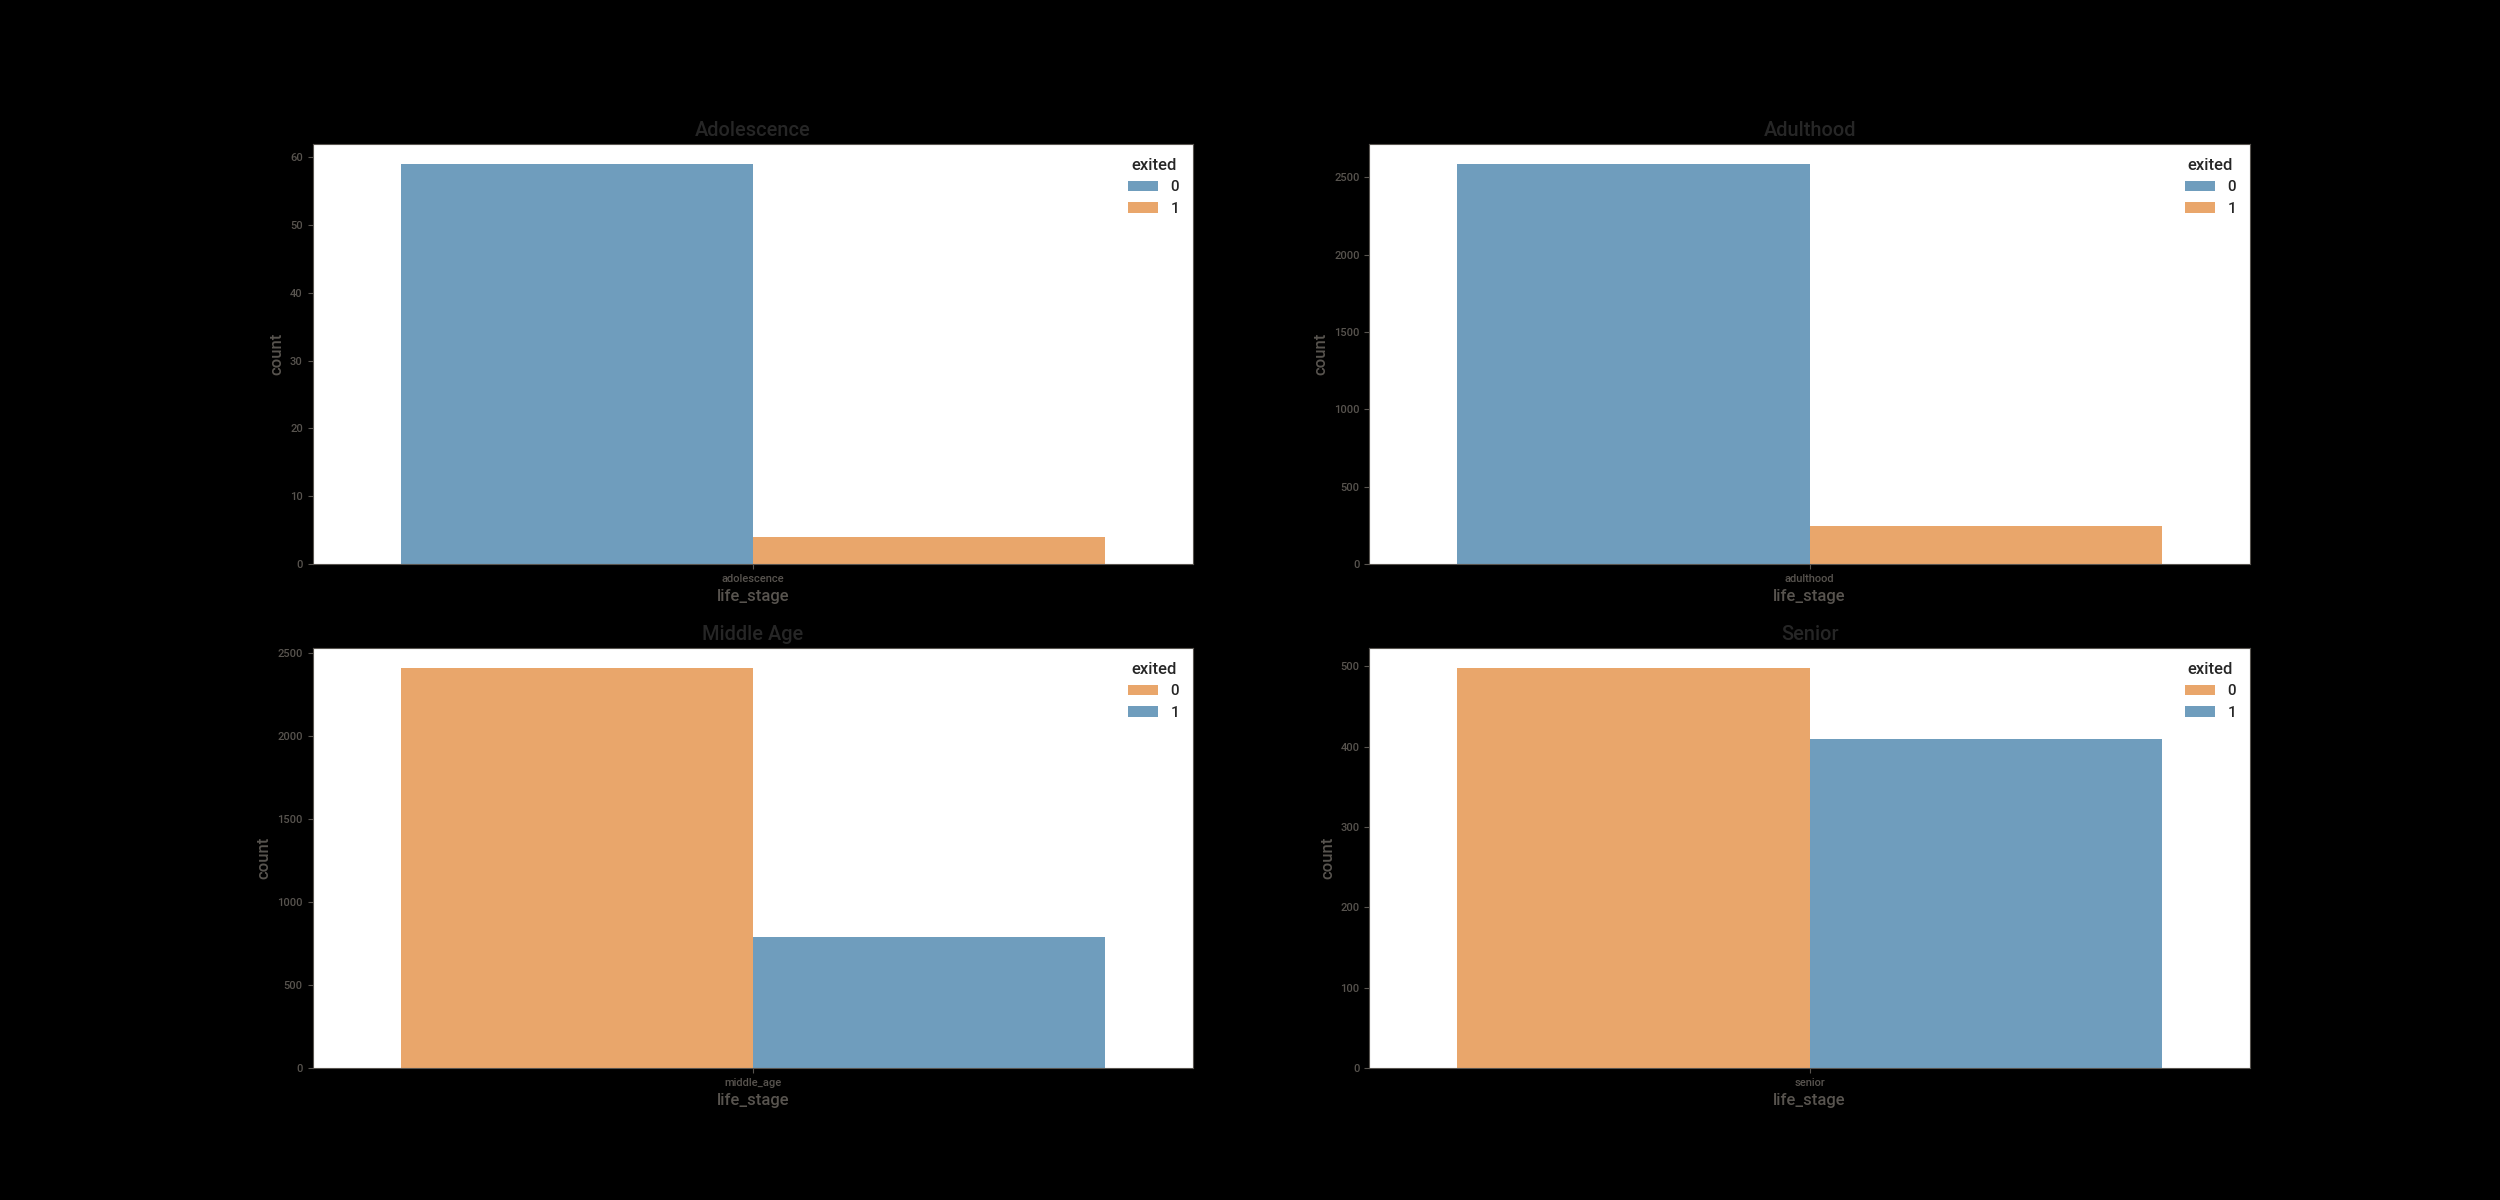 Adolescence
60
50
40
30
20
10
0
count
adolescence
life_stage
exited
0
1
Adulthood
2500
2000
1500
1000
500
0
count
adulthood
life_stage
exited
0
1
Middle Age
2500
2000
1500
1000
500
0
count
middle_age
life_stage
exited
0
1
Senior
500
400
300
200
100
0
count
senior
life_stage
exited
0
1